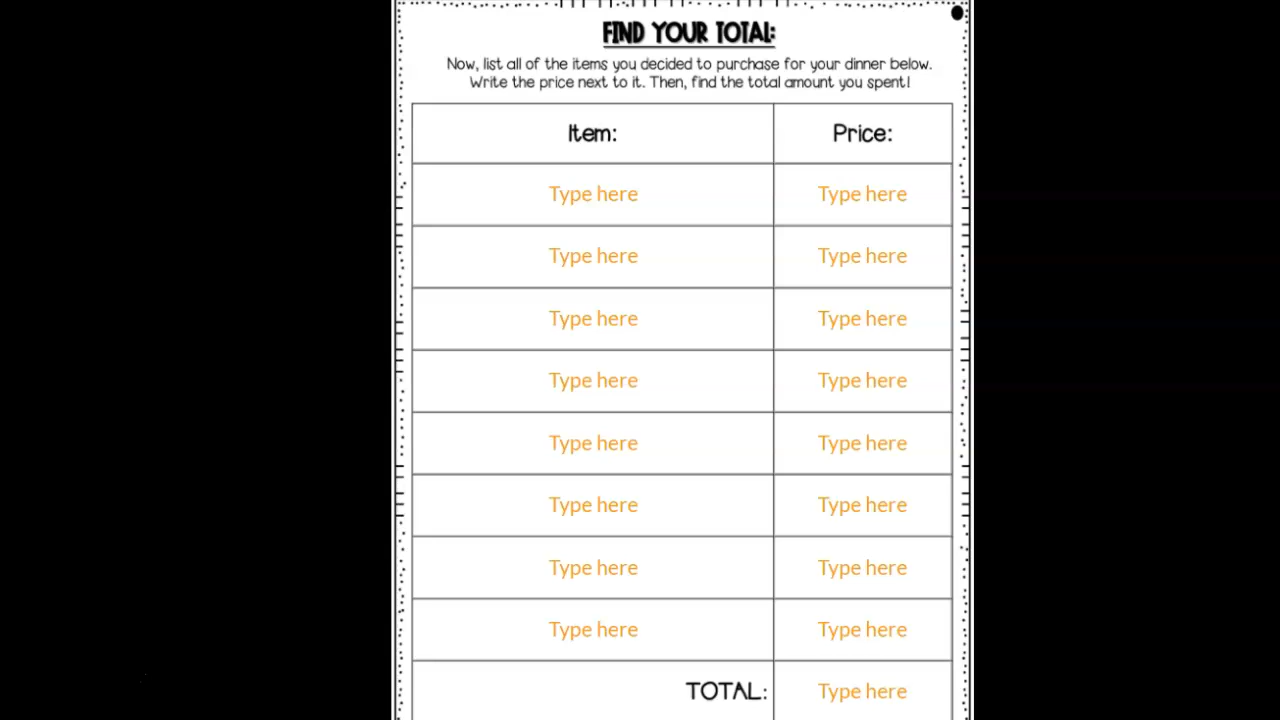 FIND YOUR TOTAL:
Now, list all of the items you decided to purchase for your dinner below.
Write the price next to it. Then, find the total amount you spent!
Item: Price:
Type here Type here
Type here Type here
Type here Type here
Type here Type here
Type here Type here
Type here Type here
Type here Type here
Type here Type here
TOTAL: Type here